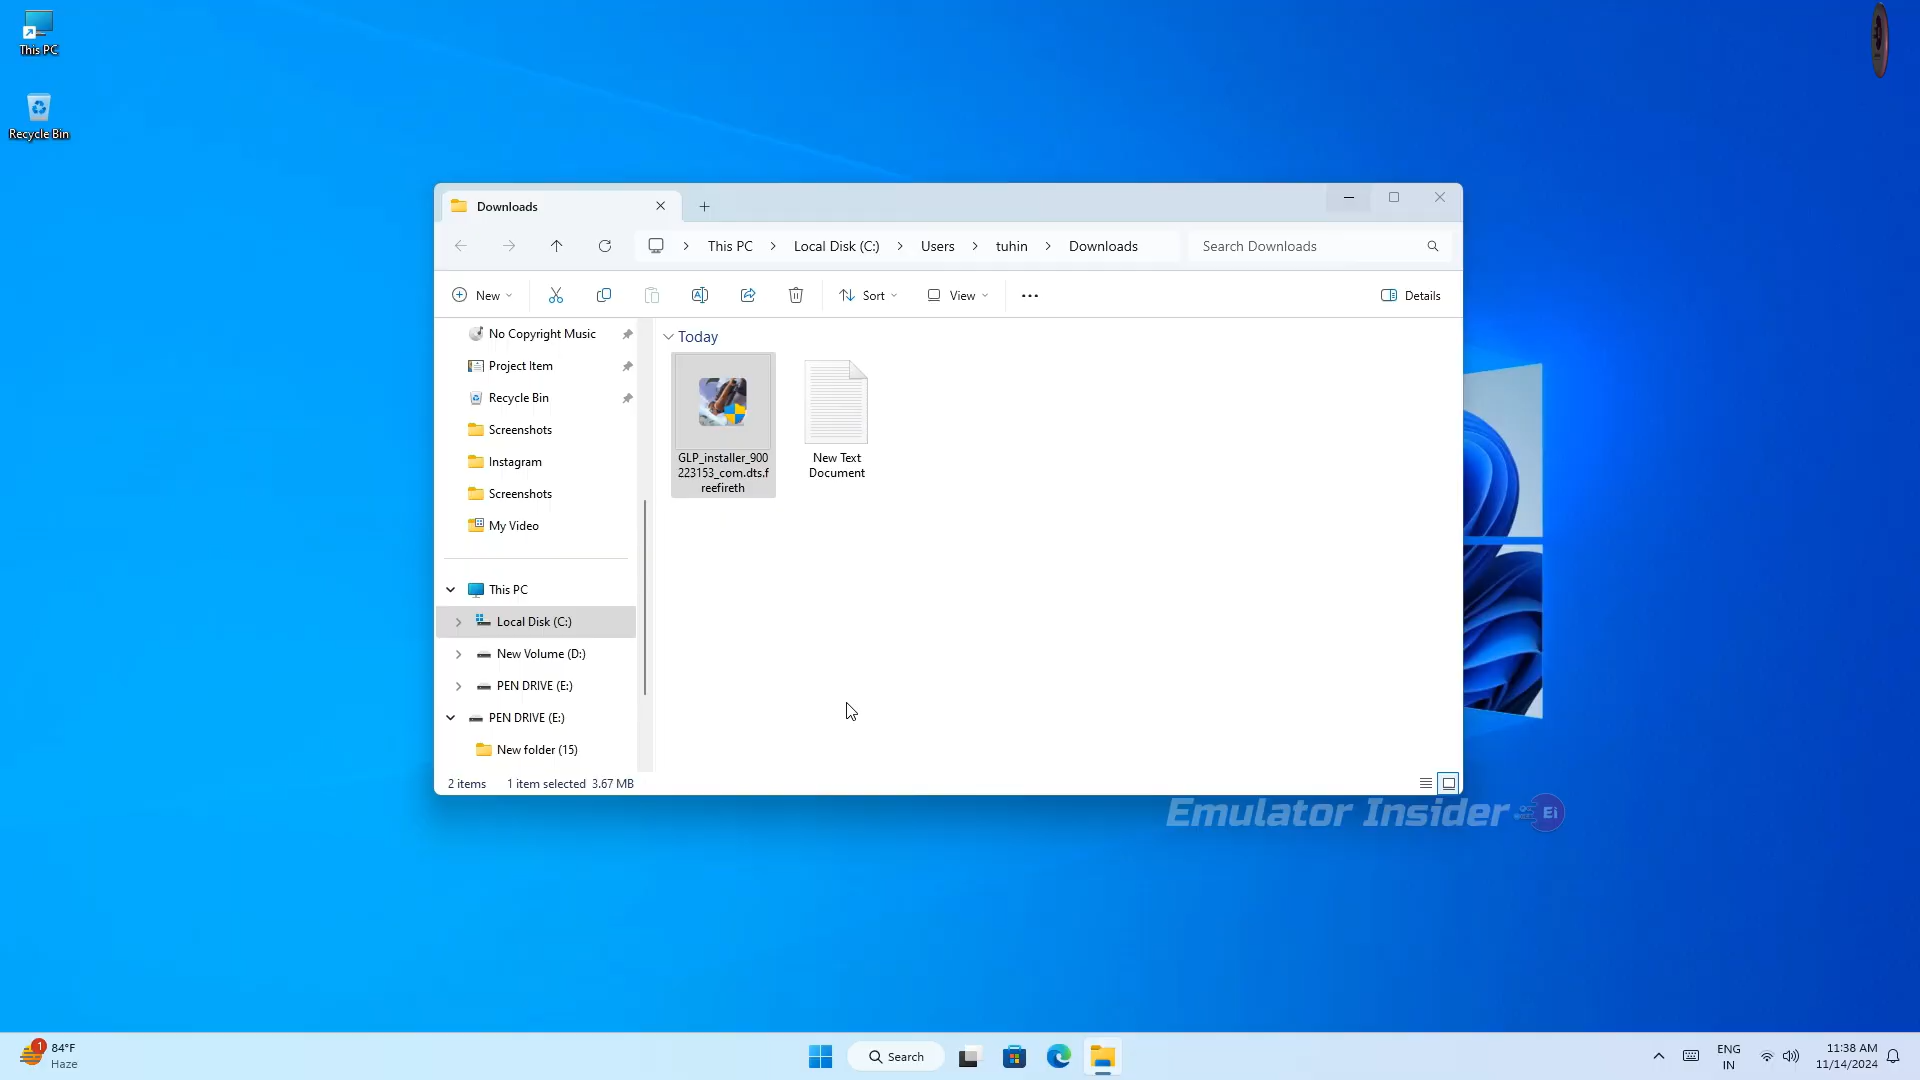 This PC
Recycle Bin
Downloads
This PC
Local Disk (C:)
Users
tuhin
Downloads
Search Downloads
New
Sort
View
Details
No Copyright Music
Project Item
Recycle Bin
Screenshots
Instagram
Screenshots
My Video
This PC
Local Disk (C:)
New Volume (D:)
PEN DRIVE (E:)
PEN DRIVE (E:)
New folder (15)
Today
GLP_installer_900
223153_com.dts.f
reefireth
New Text
Document
2 items
1 item selected 3.67 MB
Emulator Insider
Ei
1
84°F
Haze
Search
ENG
IN
11:38 AM
11/14/2024